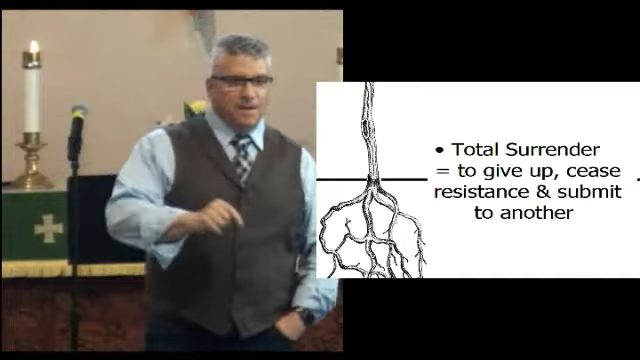 • Total Surrender
= to give up, cease
resistance & submit
to another